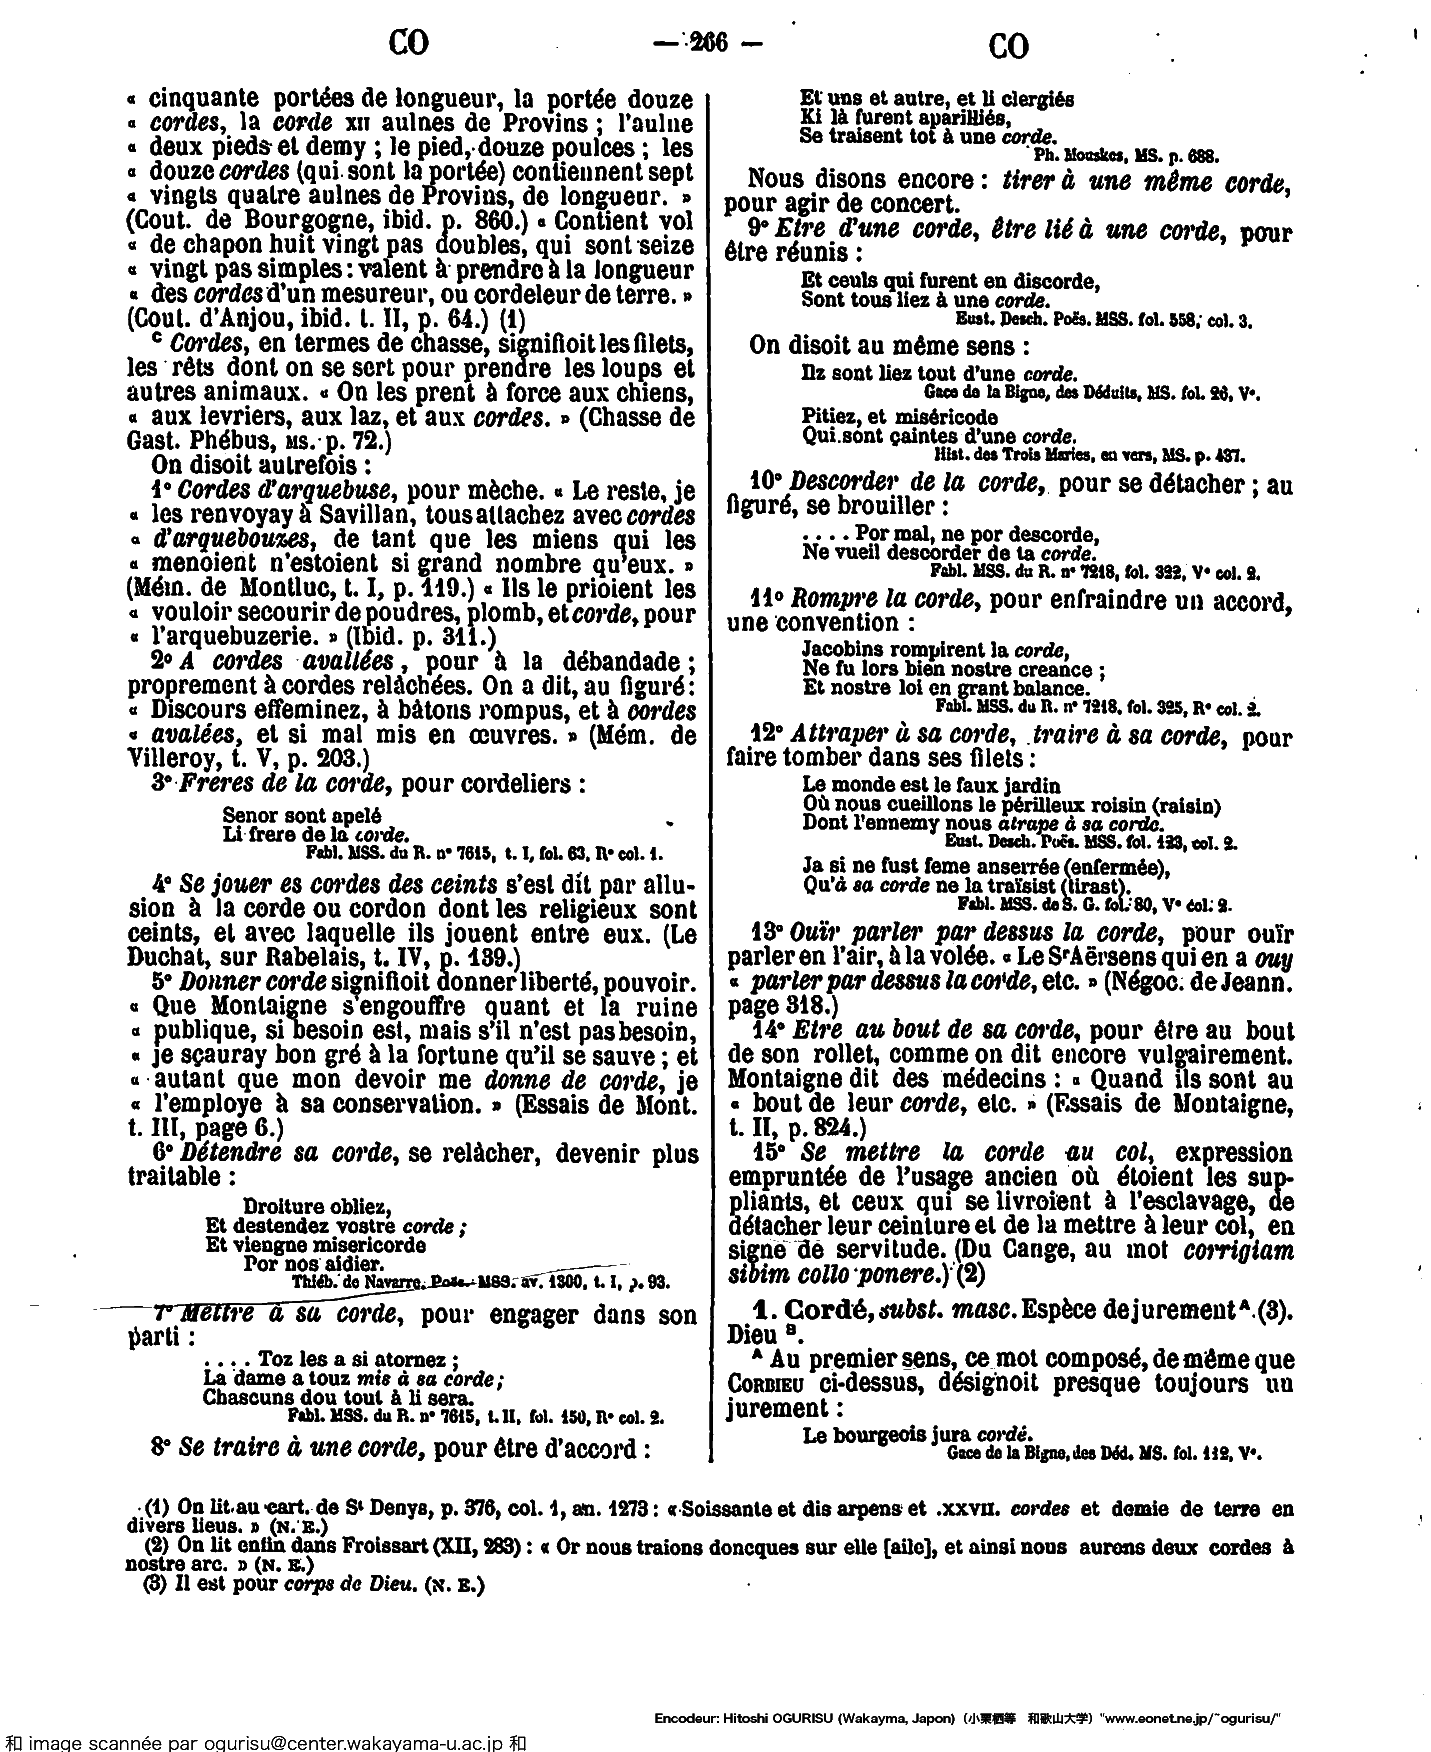 CO
— 266 —
CO
« cinquante portées de longueur, la portée douze
« cordes, la corde XII aulnes de Provins ; l'aulne
« deux pieds et demy ; le pied, douze poulces ; les
« douze cordes (qui sont la portée) contiennent sept
« vingts quatre aulnes de Provins, de longueur. »
(Cout. de Bourgogne, ibid. p. 860.) « Contient vol
« de chapon huit vingt pas doubles, qui sont seize
« vingt pas simples : valent à prendre à la longueur
« des cordes d'un mesureur, ou cordeleur de terre. »
(Cout. d'Anjou, ibid. t. II, p. 64.) (1)
C Cordes, en termes de chasse, signifioit les filets,
les rêts dont on se sert pour prendre les loups et
autres animaux. « On les prent à force aux chiens,
« aux levriers, aux laz, et aux cordes. » (Chasse de
Gast. Phébus, MS. p. 72.)
On disoit autrefois :
1° Cordes d'arquebuse, pour mèche. « Le reste, je
« les renvoyay à Savillan, tous attachez avec cordes
« d'arquebouzes, de tant que les miens qui les
« menoient n'estoient si grand nombre qu'eux. »
(Mém. de Montluc, t. I, p. 119.) « Ils le prioient les
« vouloir secourir de poudres, plomb, et corde, pour
« l'arquebuzerie. » (Ibid. p. 311.)
2° A cordes avallées, pour à la débandade ;
proprement à cordes relâchées. On a dit, au figuré :
« Discours effeminez, à bâtons rompus, et à cordes
« avalées, et si mal mis en œuvres. » (Mém. de
Villeroy, t. V, p. 203.)
3° Freres de la corde, pour cordeliers :
Senor sont apelé
Li frere de la corde.
Fabl. MSS. du R. n° 7615, t. I, fol. 63, R° col. 1.
4° Se jouer es cordes des ceints s'est dit par allu-
sion à la corde ou cordon dont les religieux sont
ceints, et avec laquelle ils jouent entre eux. (Le
Duchat, sur Rabelais, t. IV, p. 139.)
5° Donner corde signifioit donner liberté, pouvoir.
« Que Montaigne s'engouffre quant et la ruine
« publique, si besoin est, mais s'il n'est pas besoin,
« je sçauray bon gré à la fortune qu'il se sauve ; et
« autant que mon devoir me donne de corde, je
« l'employe à sa conservation. » (Essais de Mont.
t. III, page 6.)
6° Détendre sa corde, se relâcher, devenir plus
traitable :
Droiture obliez,
Et destendez vostre corde ;
Et viengne misericorde
Por nos aidier.
Thiéb. de Navarre, Poës. MSS. av. 1300, t. I, p. 93.
7° Mettre à sa corde, pour engager dans son
parti :
.... Toz les a si atornez ;
La dame a touz mis à sa corde ;
Chascuns dou tout à li sera.
Fabl. MSS. du R. n° 7615, t. II, fol. 150, R° col. 2.
8° Se traire à une corde, pour être d'accord :
Et uns et autre, et li clergiés
Ki là furent aparilliés,
Se traisent tot à une corde.
Ph. Mouskes, MS. p. 688.
Nous disons encore : tirer à une même corde,
pour agir de concert.
9° Etre d'une corde, être lié à une corde, pour
être réunis :
Et ceuls qui furent en discorde,
Sont tous liez à une corde.
Eust. Desch. Poës. MSS. fol. 558, col. 3.
On disoit au même sens :
Ilz sont liez tout d'une corde.
Gace de la Bigne, des Déduits, MS. fol. 26, V°.
Pitiez, et miséricode
Qui sont çaintes d'une corde.
Hist. des Trois Maries, en vers, MS. p. 437.
10° Descorder de la corde, pour se détacher ; au
figuré, se brouiller :
.... Por mal, ne por descorde,
Ne vueil descorder de ta corde.
Fabl. MSS. du R. n° 7218, fol. 322, V° col. 2.
11° Rompre la corde, pour enfraindre un accord,
une convention :
Jacobins rompirent la corde,
Ne fu lors bien nostre creance ;
Et nostre loi en grant balance.
Fabl. MSS. du R. n° 7218, fol. 325, R° col. 2.
12° Attraper à sa corde, traire à sa corde, pour
faire tomber dans ses filets :
Le monde est le faux jardin
Où nous cueillons le périlleux roisin (raisin)
Dont l'ennemy nous atrape à sa corde.
Eust. Desch. Poës. MSS. fol. 123, col. 2.
Ja si ne fust feme anserrée (enfermée),
Qu'à sa corde ne la traïsist (tirast).
Fabl. MSS. de S. G. fol. 80, V° col. 2.
13° Ouïr parler par dessus la corde, pour ouïr
parler en l'air, à la volée. « Le Sr Aërsens qui en a ouy
« parler par dessus la corde, etc. » (Négoc. de Jeann.
page 318.)
14° Etre au bout de sa corde, pour être au bout
de son rollet, comme on dit encore vulgairement.
Montaigne dit des médecins : « Quand ils sont au
« bout de leur corde, etc. » (Essais de Montaigne,
t. II, p. 824.)
15° Se mettre la corde au col, expression
empruntée de l'usage ancien où étoient les sup-
pliants, et ceux qui se livroient à l'esclavage, de
détacher leur ceinture et de la mettre à leur col, en
signe de servitude. (Du Cange, au mot corrigiam
sibim collo ponere.) (2)
1. Cordé, subst. masc. Espèce de jurement A. (3).
Dieu B.
A Au premier sens, ce mot composé, de même que
CORBIEU ci-dessus, désignoit presque toujours un
jurement :
Le bourgeois jura cordé.
Gace de la Bigne, des Déd. MS. fol. 112, V°.
(1) On lit au cart. de St Denys, p. 376, col. 1, an. 1273 : « Soissante et dis arpens et .XXVII. cordes et demie de terre en
divers lieus. » (N. E.)
(2) On lit enfin dans Froissart (XII, 283) : « Or nous traions doncques sur elle [aile], et ainsi nous aurons deux cordes à
nostre arc. » (N. E.)
(3) Il est pour corps de Dieu. (N. E.)
Encodeur: Hitoshi OGURISU (Wakayma, Japon) (小栗栖等 和歌山大学) "www.eonet.ne.jp/~ogurisu/"
和 image scannée par ogurisu@center.wakayama-u.ac.jp 和